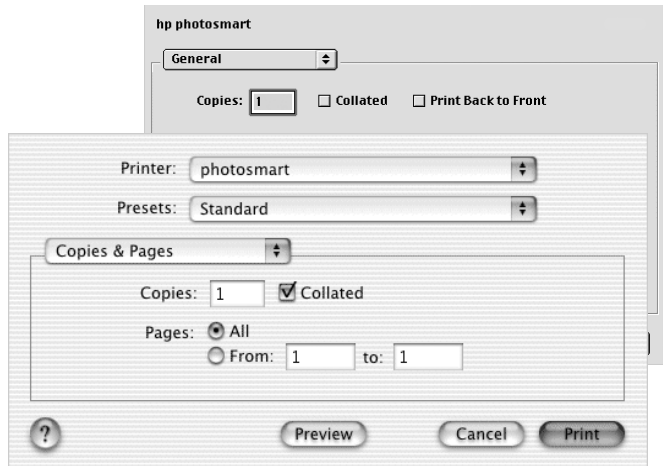 hp photosmart
General
Copies: 1 Collated Print Back to Front
Printer: photosmart
Presets: Standard
Copies & Pages
Copies: 1 Collated
Pages: All
From: 1 to: 1
? Preview Cancel Print